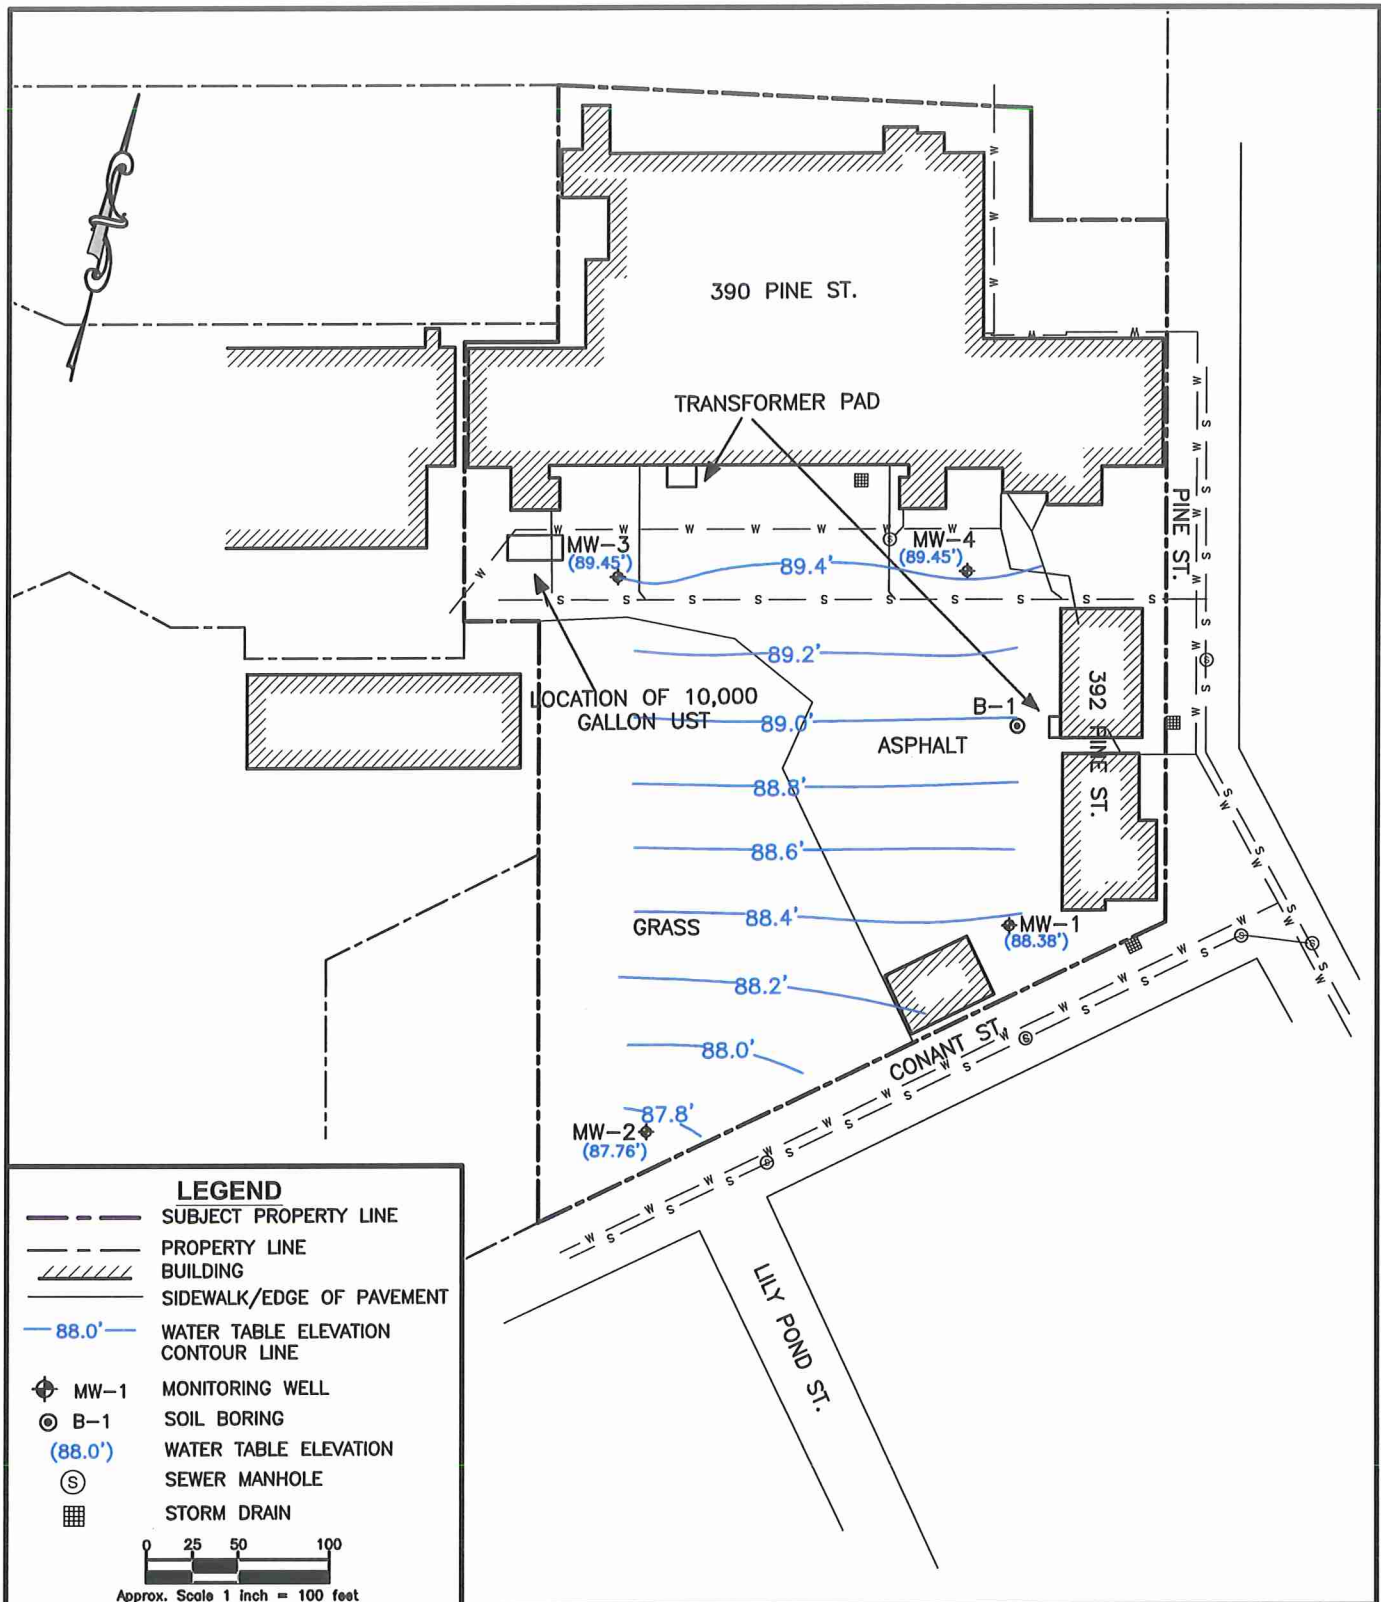 390 PINE ST.
TRANSFORMER PAD
PINE ST.
MW-3
(89.45')
MW-4
(89.45')
89.4'
89.2'
LOCATION OF 10,000
GALLON UST
89.0'
B-1
ASPHALT
392 PINE ST.
88.8'
88.6'
88.4'
GRASS
MW-1
(88.38')
88.2'
88.0'
CONANT ST.
87.8'
MW-2
(87.76')
LILY POND ST.
W W W W W W W W W W W W
S S S S S S S S S S S
LEGEND
SUBJECT PROPERTY LINE
PROPERTY LINE
BUILDING
SIDEWALK/EDGE OF PAVEMENT
88.0' WATER TABLE ELEVATION
CONTOUR LINE
MW-1 MONITORING WELL
B-1 SOIL BORING
(88.0') WATER TABLE ELEVATION
S SEWER MANHOLE
STORM DRAIN
0 25 50 100
Approx. Scale 1 inch = 100 feet